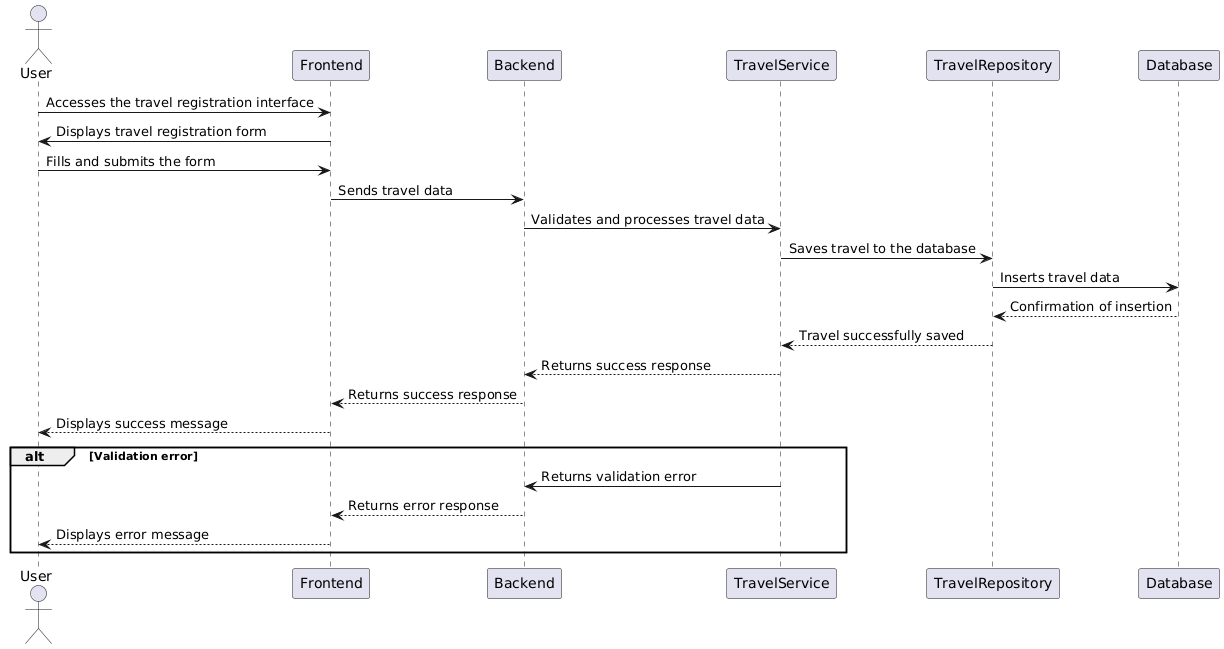 User
Frontend
Backend
TravelService
TravelRepository
Database
Accesses the travel registration interface
Displays travel registration form
Fills and submits the form
Sends travel data
Validates and processes travel data
Saves travel to the database
Inserts travel data
Confirmation of insertion
Travel successfully saved
Returns success response
Returns success response
Displays success message
alt [Validation error]
Returns validation error
Returns error response
Displays error message
User
Frontend
Backend
TravelService
TravelRepository
Database